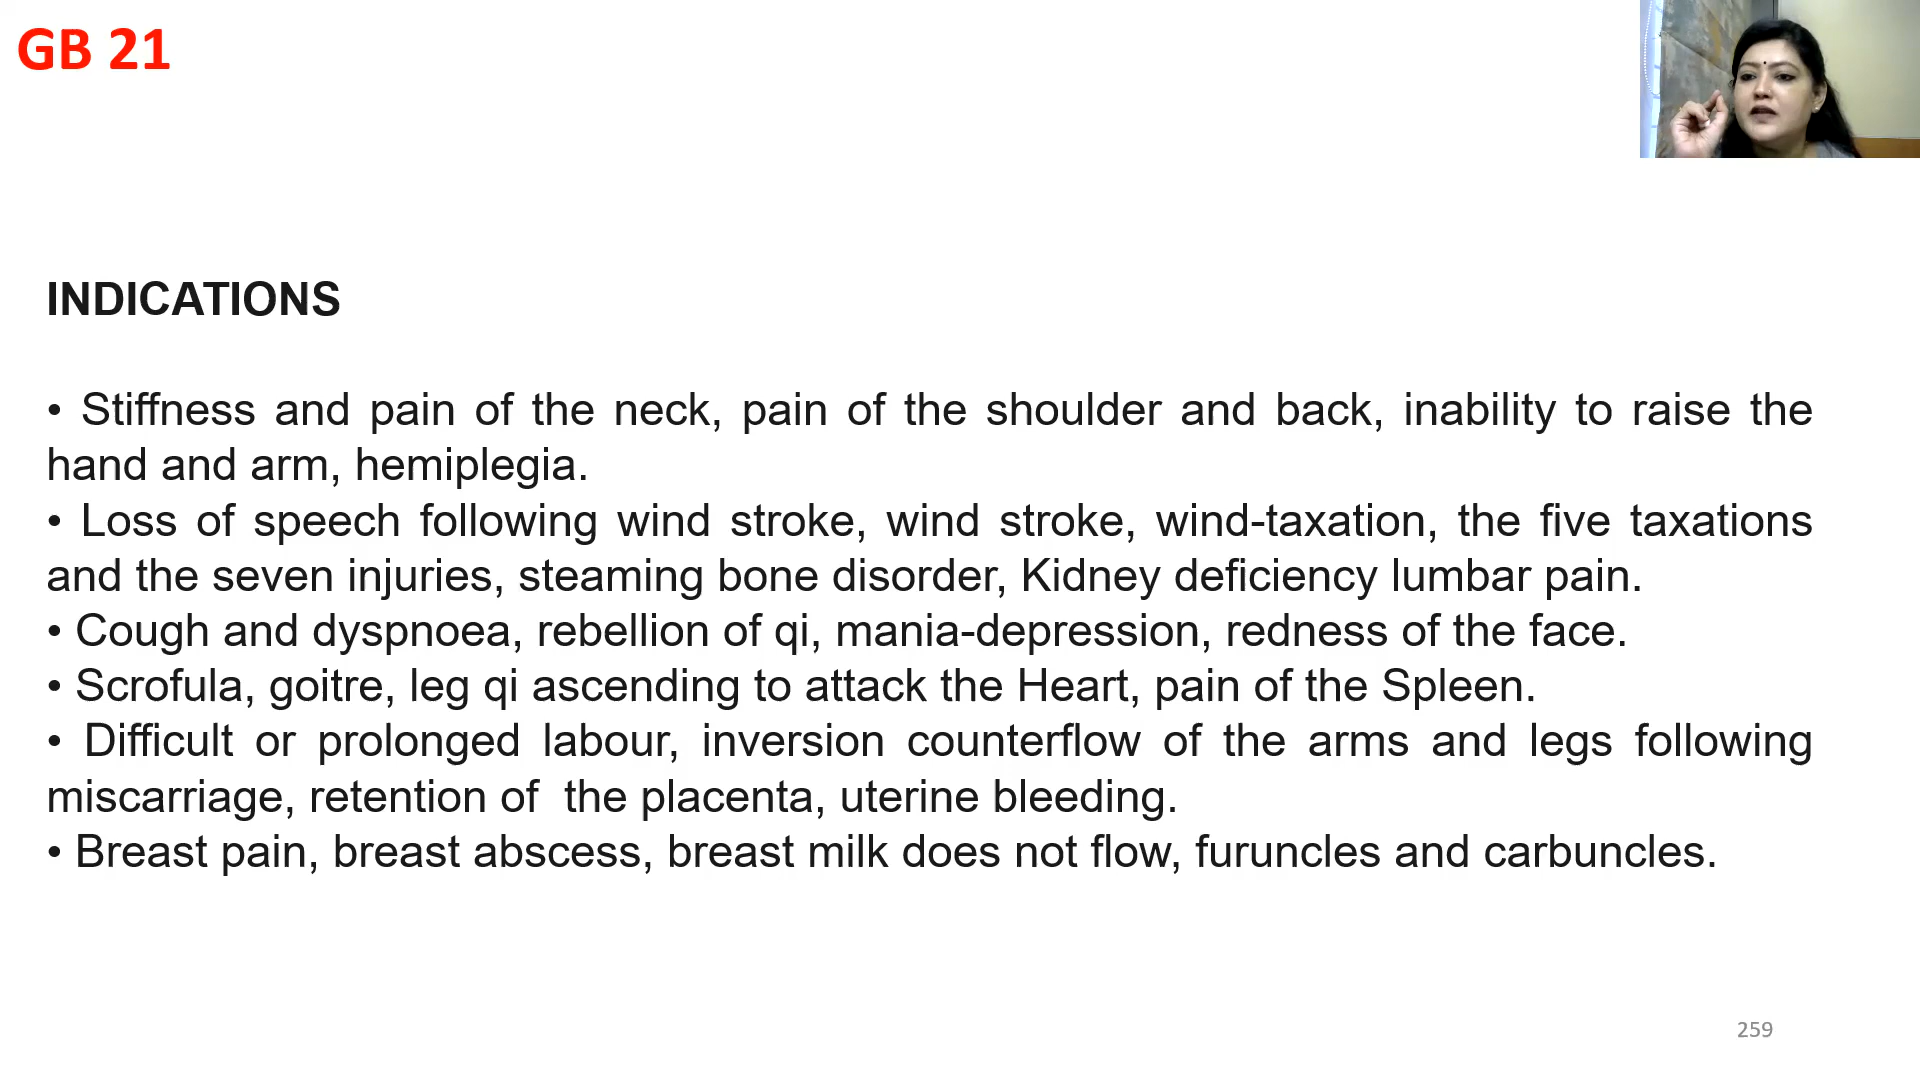 GB 21
INDICATIONS
• Stiffness and pain of the neck, pain of the shoulder and back, inability to raise the
hand and arm, hemiplegia.
• Loss of speech following wind stroke, wind stroke, wind-taxation, the five taxations
and the seven injuries, steaming bone disorder, Kidney deficiency lumbar pain.
• Cough and dyspnoea, rebellion of qi, mania-depression, redness of the face.
• Scrofula, goitre, leg qi ascending to attack the Heart, pain of the Spleen.
• Difficult or prolonged labour, inversion counterflow of the arms and legs following
miscarriage, retention of  the placenta, uterine bleeding.
• Breast pain, breast abscess, breast milk does not flow, furuncles and carbuncles.
259